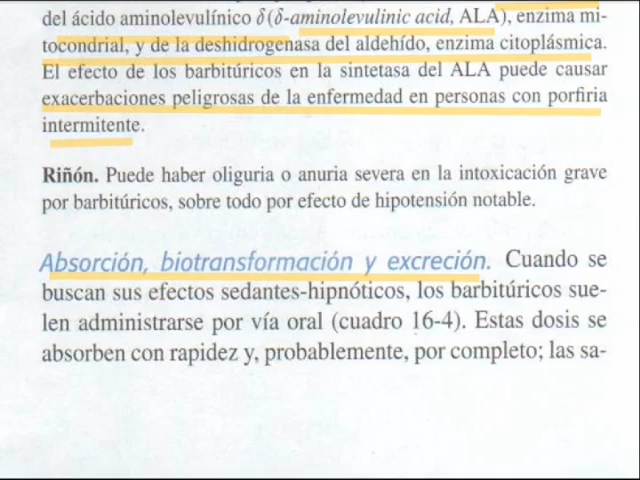 del ácido aminolevulínico δ (δ-aminolevulinic acid, ALA), enzima mi-
tocondrial, y de la deshidrogenasa del aldehído, enzima citoplásmica.
El efecto de los barbitúricos en la sintetasa del ALA puede causar
exacerbaciones peligrosas de la enfermedad en personas con porfiria
intermitente.
Riñón. Puede haber oliguria o anuria severa en la intoxicación grave
por barbitúricos, sobre todo por efecto de hipotensión notable.
Absorción, biotransformación y excreción. Cuando se
buscan sus efectos sedantes-hipnóticos, los barbitúricos sue-
len administrarse por vía oral (cuadro 16-4). Estas dosis se
absorben con rapidez y, probablemente, por completo; las sa-